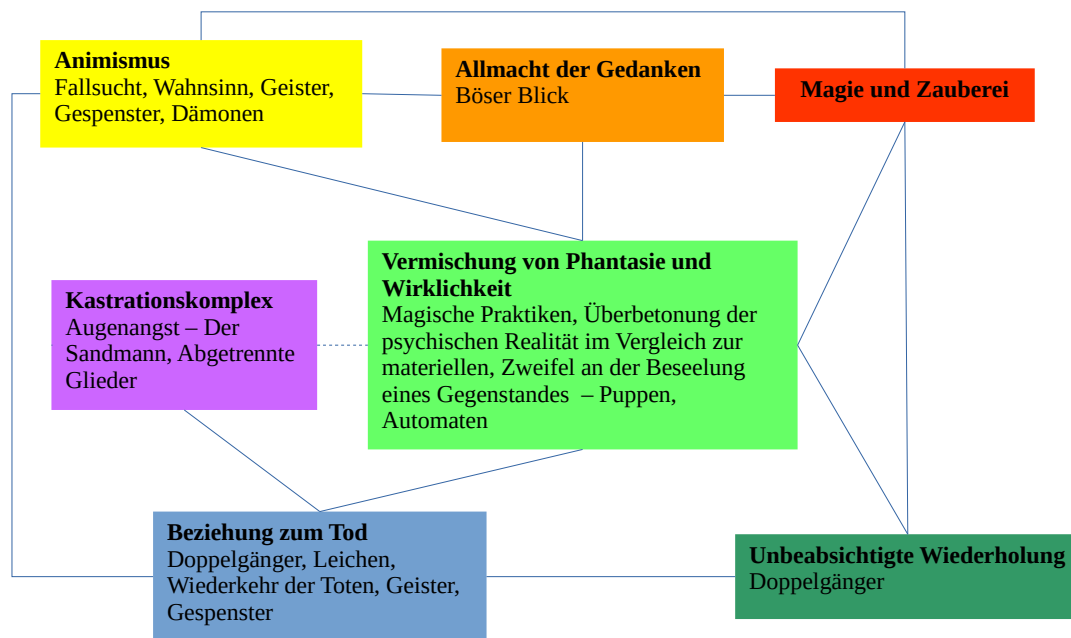 Animismus
Fallsucht, Wahnsinn, Geister,
Gespenster, Dämonen
Allmacht der Gedanken
Böser Blick
Magie und Zauberei
Kastrationskomplex
Augenangst – Der
Sandmann, Abgetrennte
Glieder
Vermischung von Phantasie und
Wirklichkeit
Magische Praktiken, Überbetonung der
psychischen Realität im Vergleich zur
materiellen, Zweifel an der Beseelung
eines Gegenstandes – Puppen,
Automaten
Beziehung zum Tod
Doppelgänger, Leichen,
Wiederkehr der Toten, Geister,
Gespenster
Unbeabsichtigte Wiederholung
Doppelgänger